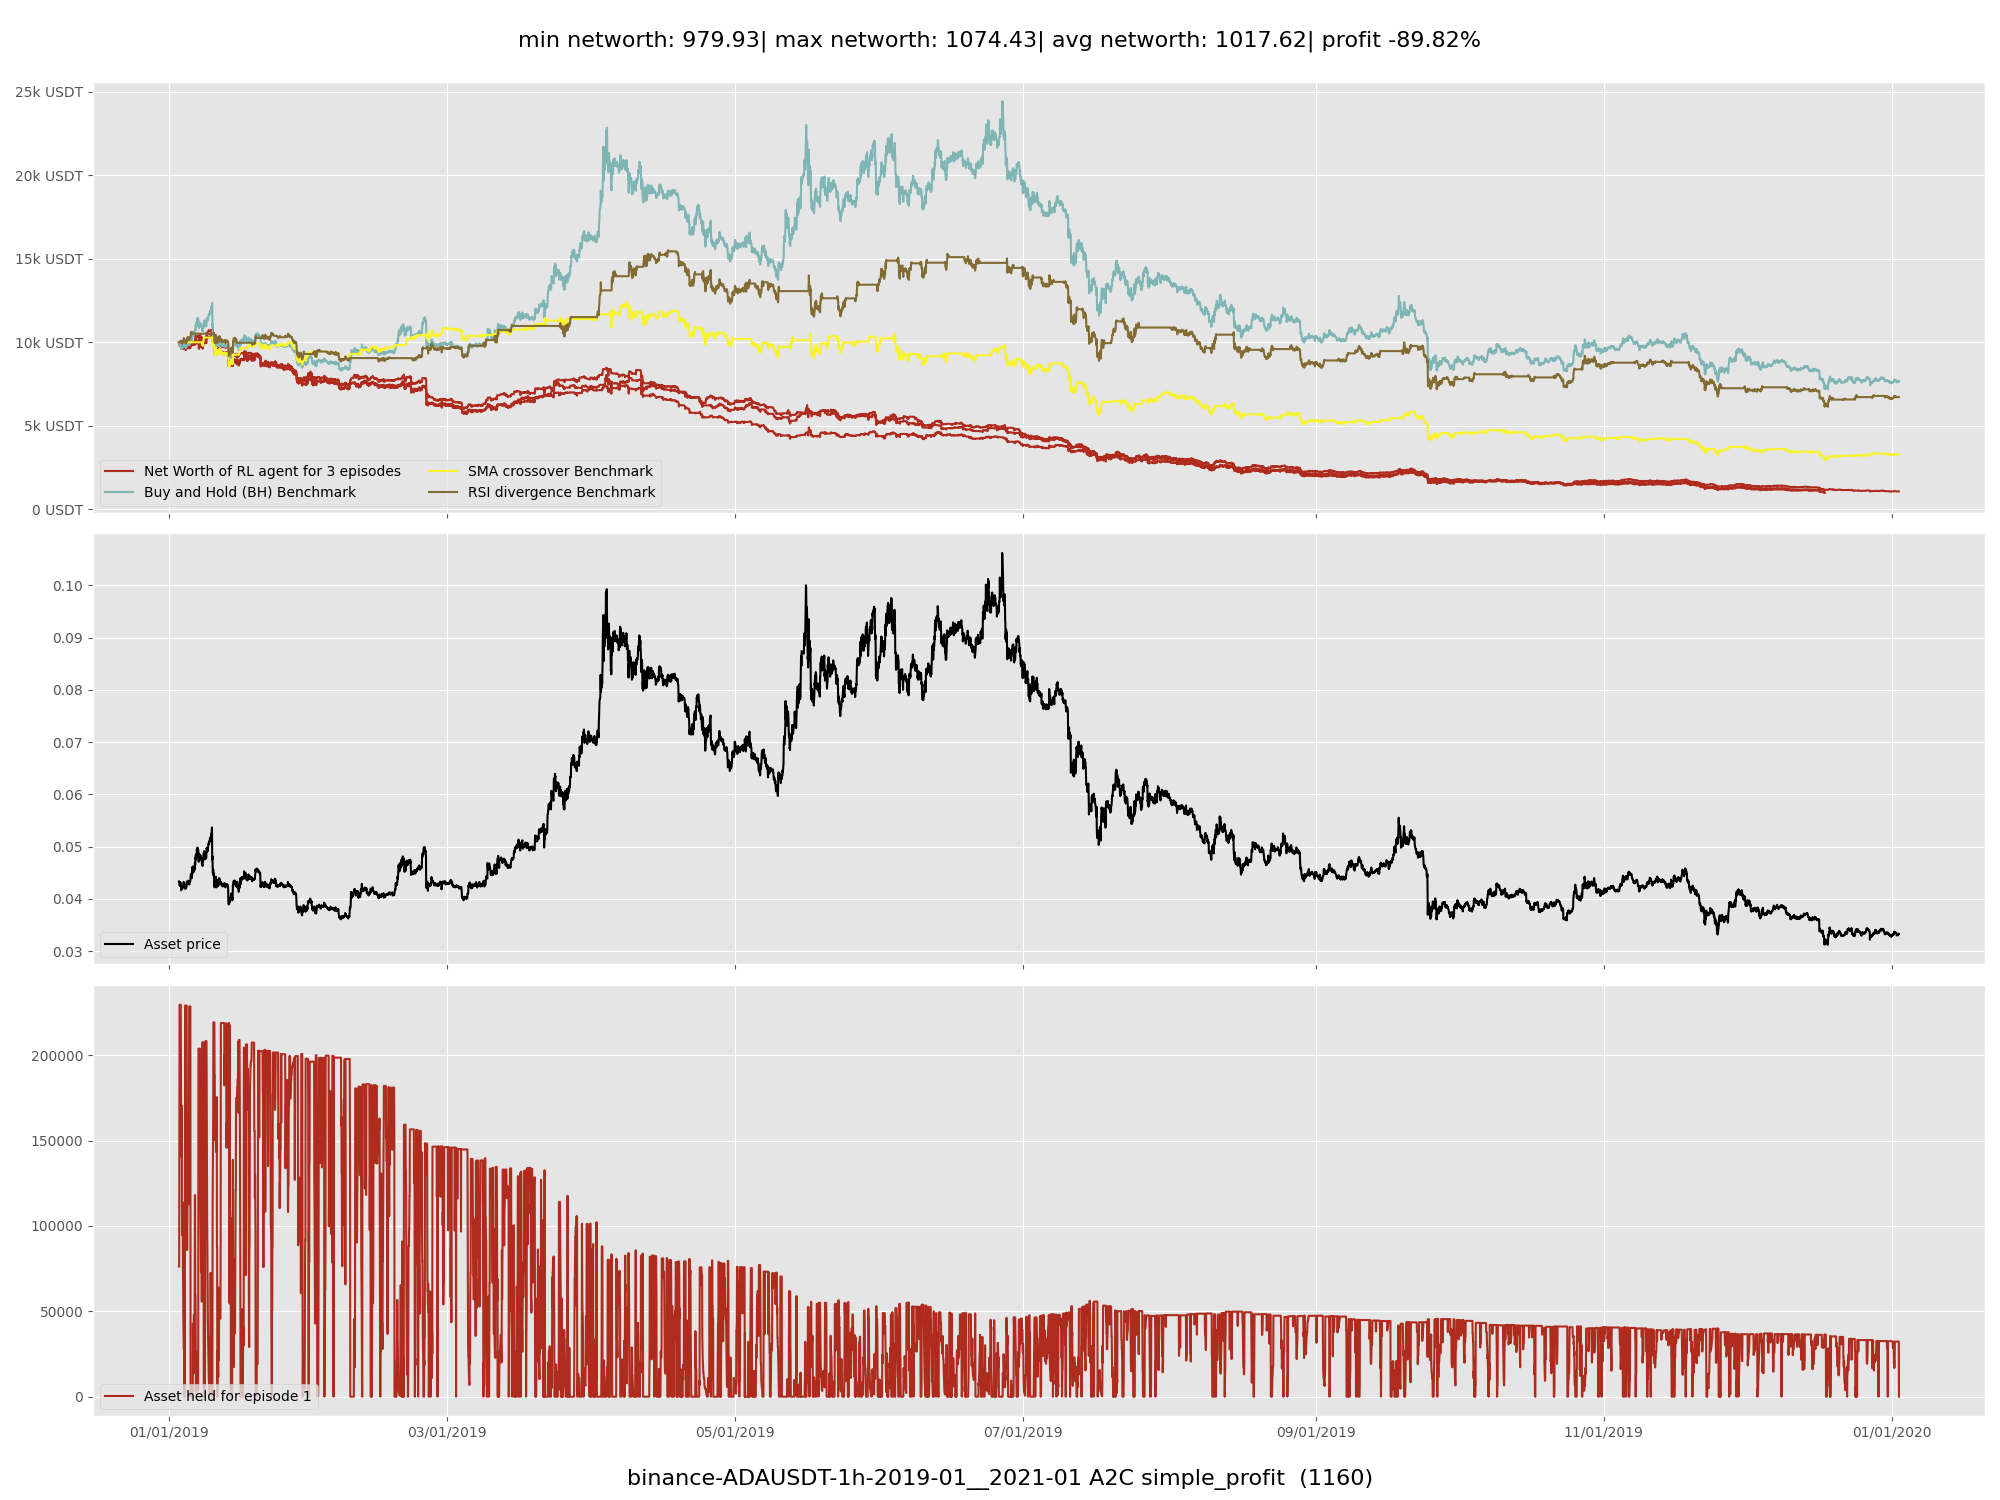 min networth: 979.93| max networth: 1074.43| avg networth: 1017.62| profit -89.82%
25k USDT
20k USDT
15k USDT
10k USDT
5k USDT
0 USDT
Net Worth of RL agent for 3 episodes
Buy and Hold (BH) Benchmark
SMA crossover Benchmark
RSI divergence Benchmark
0.10
0.09
0.08
0.07
0.06
0.05
0.04
0.03
Asset price
200000
150000
100000
50000
0
Asset held for episode 1
01/01/2019
03/01/2019
05/01/2019
07/01/2019
09/01/2019
11/01/2019
01/01/2020
binance-ADAUSDT-1h-2019-01__2021-01 A2C simple_profit  (1160)